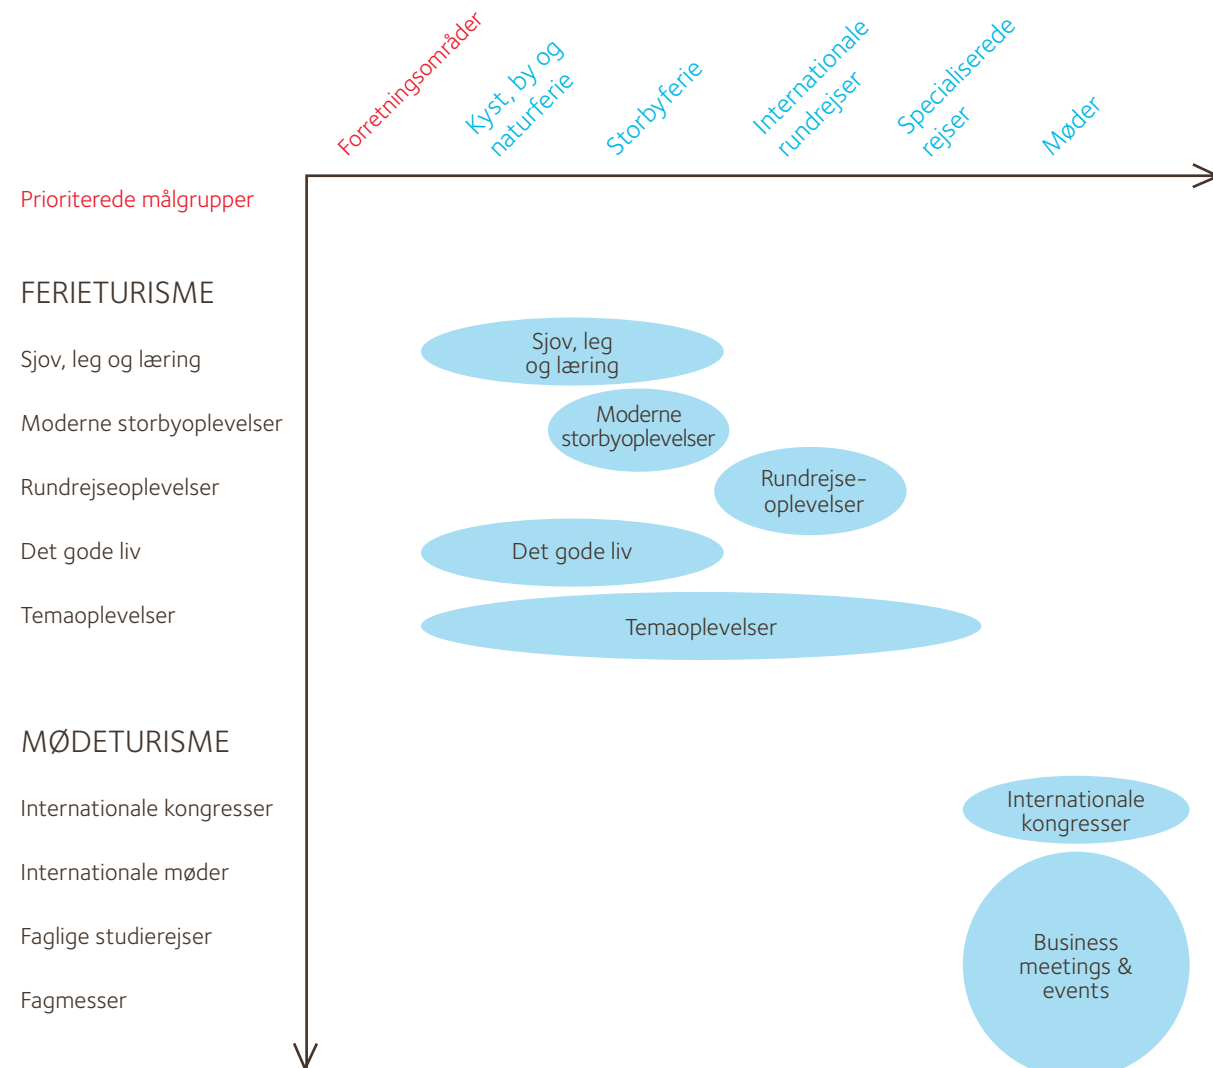 Forretningsområder
Kyst, by og
naturferie
Storbyferie
Internationale
rundrejser
Specialiserede
rejser
Møder
Prioriterede målgrupper
FERIETURISME
Sjov, leg og læring
Sjov, leg
og læring
Moderne storbyoplevelser
Moderne
storbyoplevelser
Rundrejseoplevelser
Rundrejse-
oplevelser
Det gode liv
Det gode liv
Temaoplevelser
Temaoplevelser
MØDETURISME
Internationale kongresser
Internationale
kongresser
Internationale møder
Faglige studierejser
Fagmesser
Business
meetings &
events